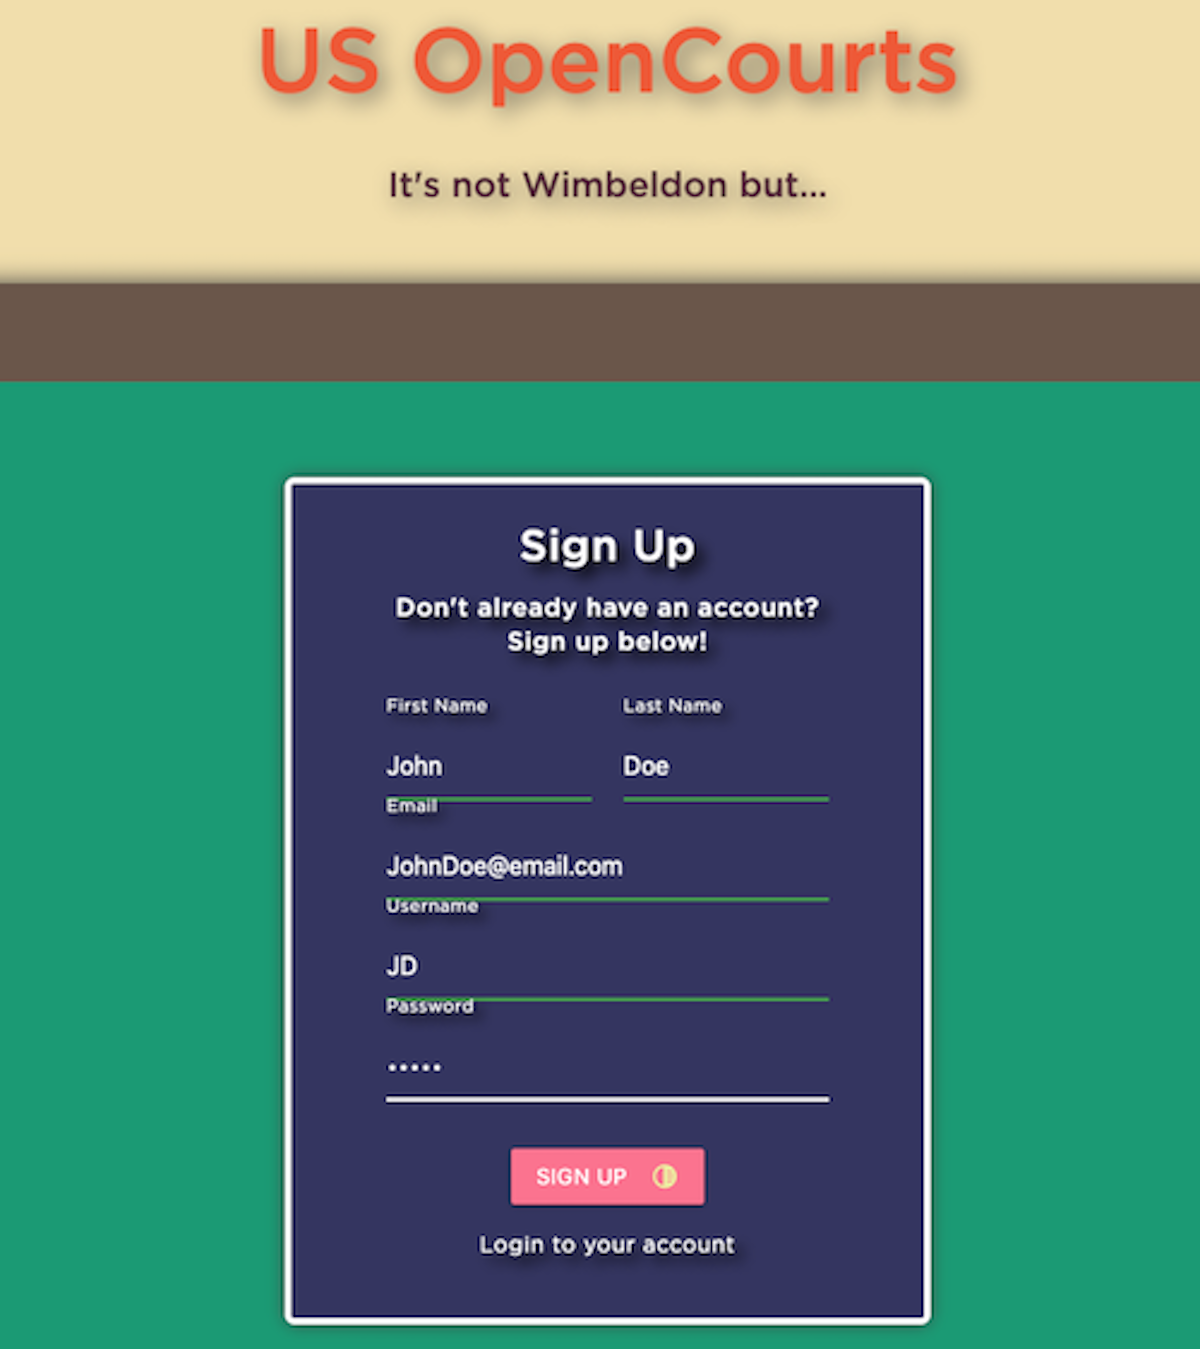 US OpenCourts
It's not Wimbeldon but...
Sign Up
Don't already have an account?
Sign up below!
First Name Last Name
John Doe
Email
JohnDoe@email.com
Username
JD
Password
•••••
SIGN UP
Login to your account